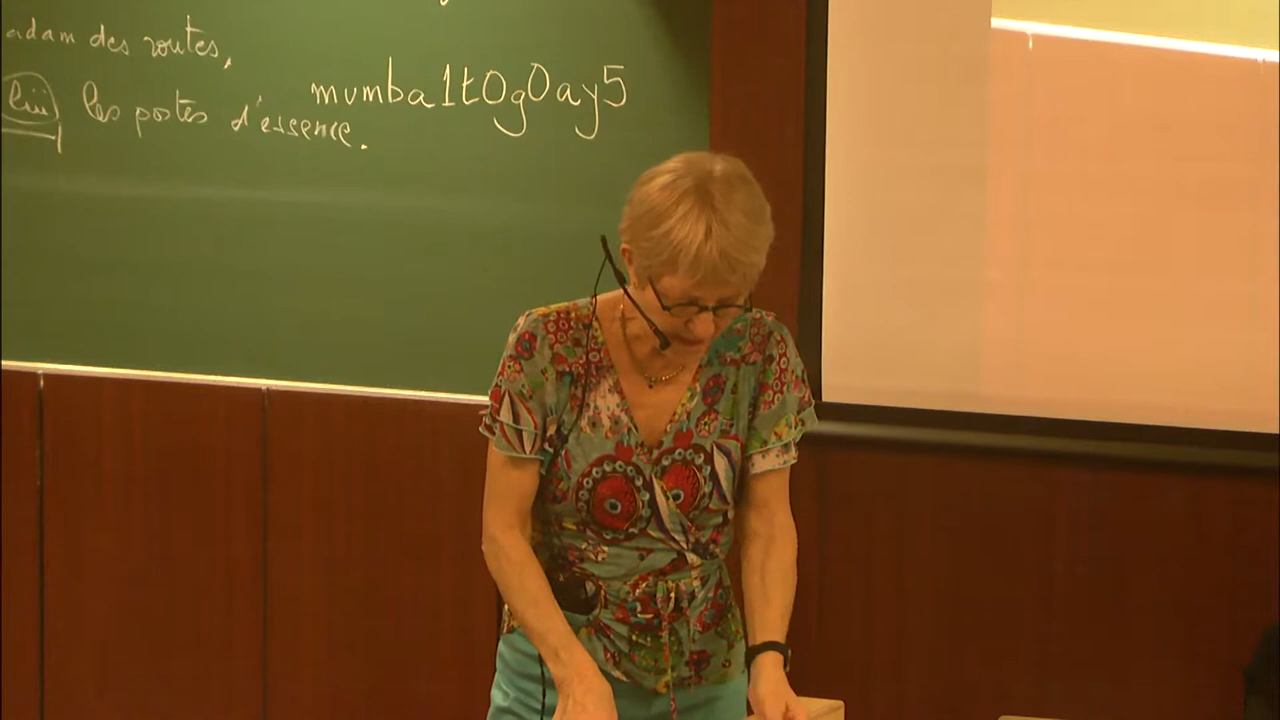 adam des routes,
liii les postes d'essence.
mumba1t0g0ay5